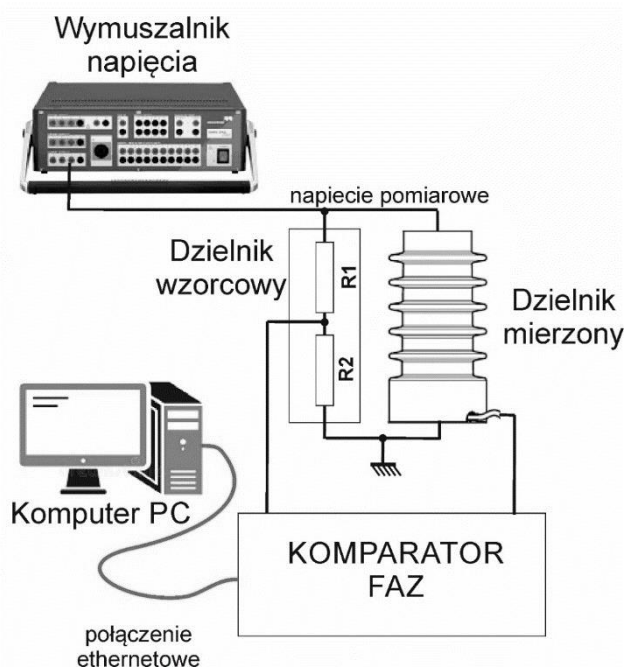 Wymuszalnik
napięcia
napiecie pomiarowe
Dzielnik
wzorcowy
R1
R2
Dzielnik
mierzony
Komputer PC
KOMPARATOR
FAZ
połączenie
ethernetowe